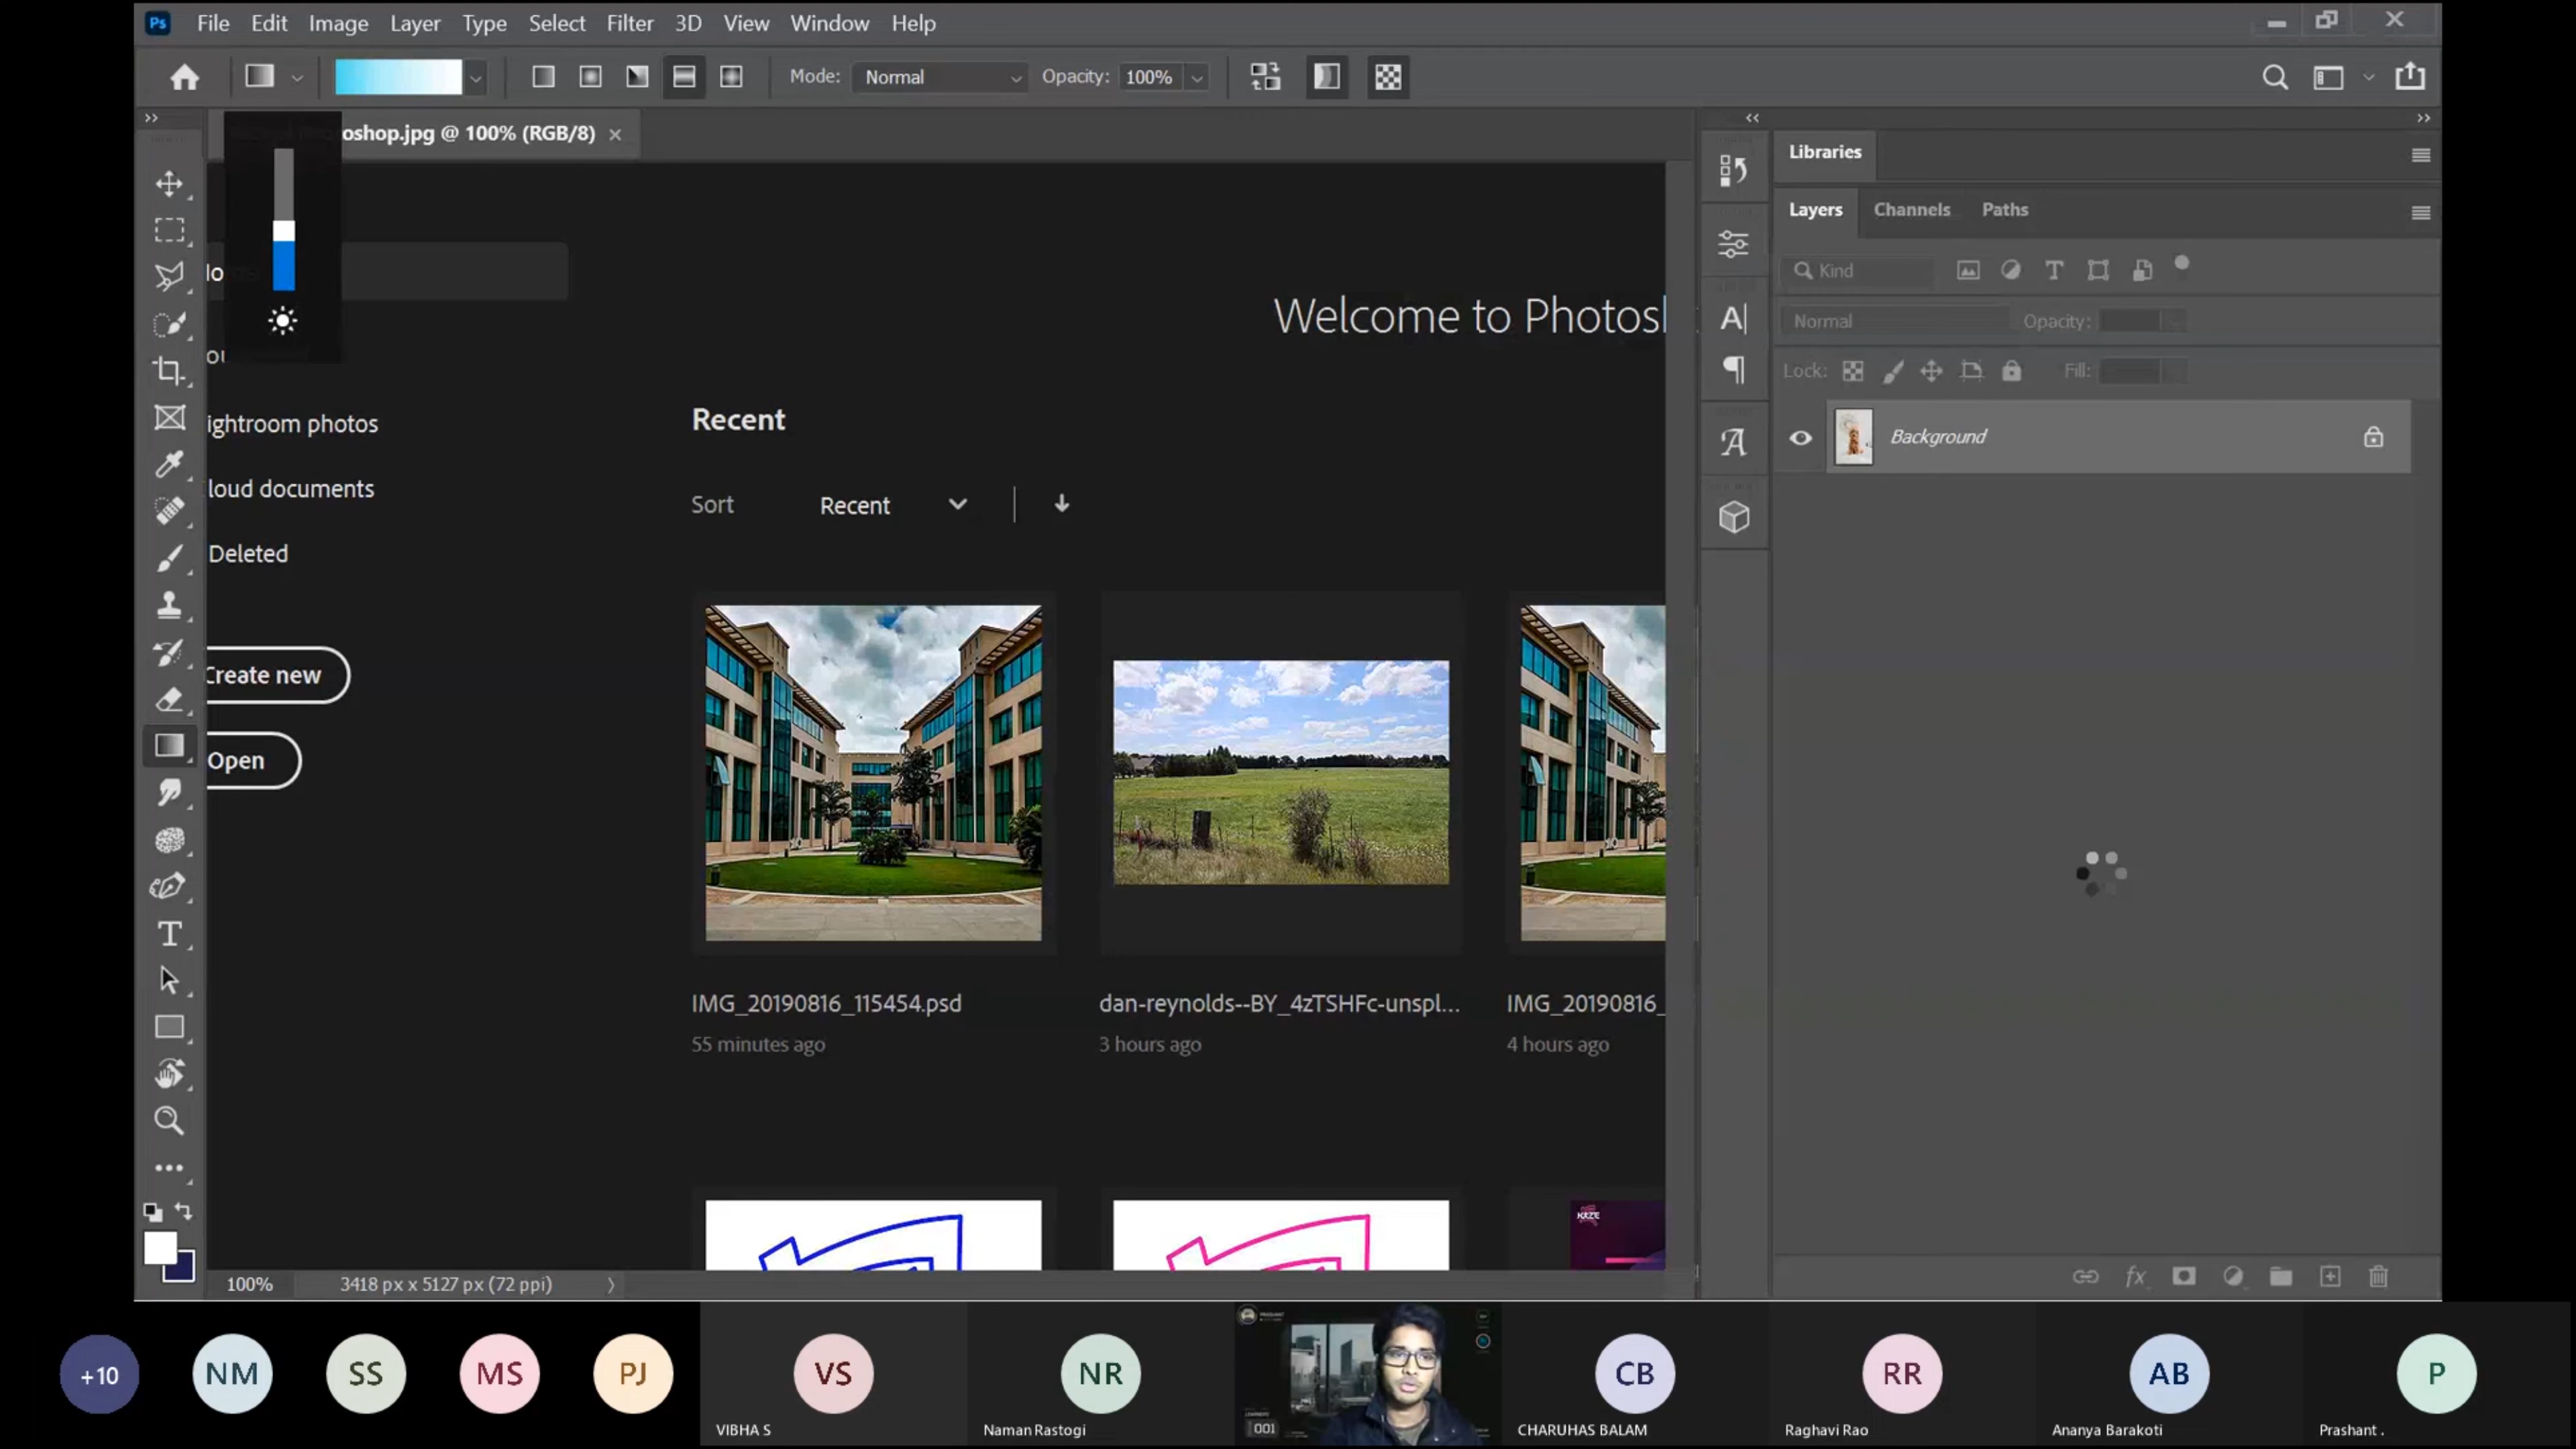 Ps File Edit Image Layer Type Select Filter 3D View Window Help
Mode: Normal Opacity: 100%
oshop.jpg @ 100% (RGB/8) ×
Libraries
Layers Channels Paths
Kind
Normal Opacity:
Lock: Fill:
Background
Welcome to Photosh
ightroom photos
loud documents
Deleted
Create new
Open
Recent
Sort Recent
IMG_20190816_115454.psd
55 minutes ago
dan-reynolds--BY_4zTSHFc-unspl...
3 hours ago
IMG_20190816_
4 hours ago
100% 3418 px x 5127 px (72 ppi)
+10 NM SS MS PJ VS NR CB RR AB P
VIBHA S Naman Rastogi 001 CHARUHAS BALAM Raghavi Rao Ananya Barakoti Prashant .